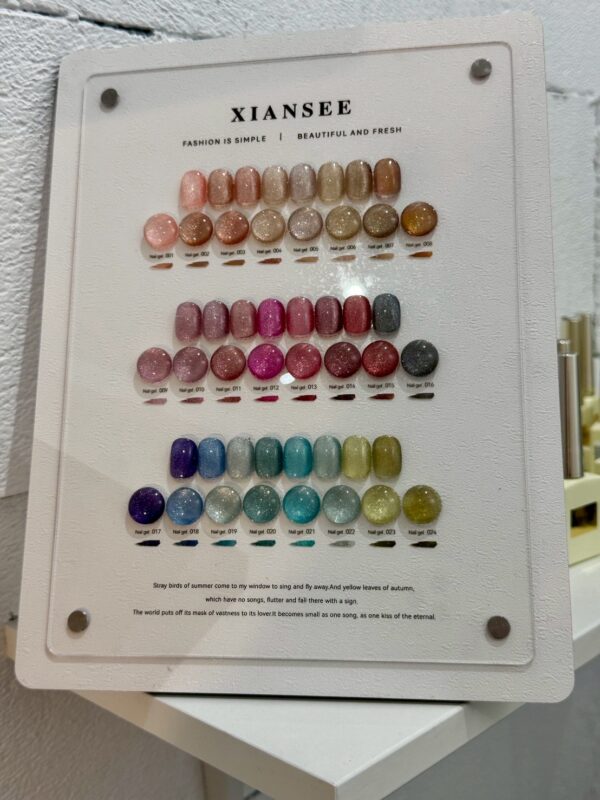 XIANSEE
FASHION IS SIMPLE | BEAUTIFUL AND FRESH
Nail gel .001 Nail gel .002 Nail gel .003 Nail gel .004 Nail gel .005 Nail gel .006 Nail gel .007 Nail gel .008
Nail gel .009 Nail gel .010 Nail gel .011 Nail gel .012 Nail gel .013 Nail gel .014 Nail gel .015 Nail gel .016
Nail gel .017 Nail gel .018 Nail gel .019 Nail gel .020 Nail gel .021 Nail gel .022 Nail gel .023 Nail gel .024
Stray birds of summer come to my window to sing and fly away.And yellow leaves of autumn,
which have no songs, flutter and fall there with a sign.
The world puts off its mask of vastness to its lover.It becomes small as one song, as one kiss of the eternal.